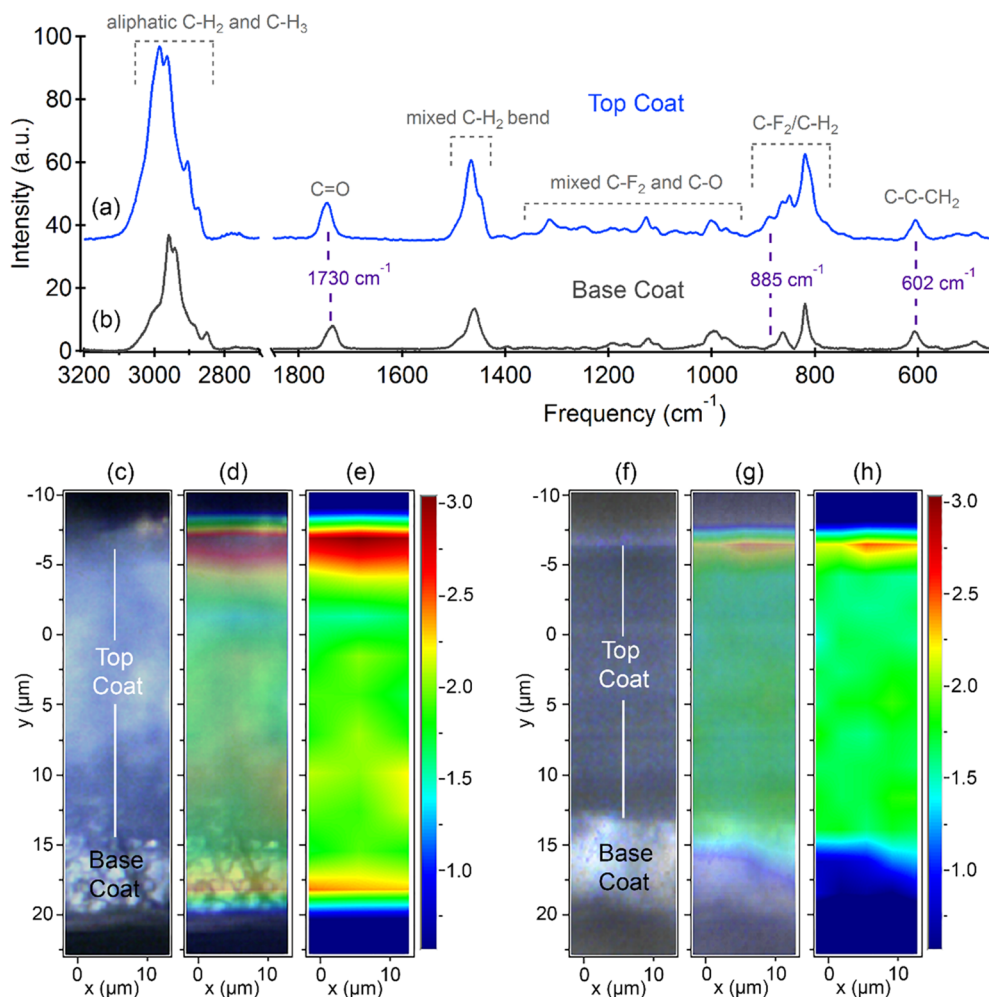 aliphatic C-H₂ and C-H₃
100
80
60
40
20
0
Intensity (a.u.)
mixed C-H₂ bend
Top Coat
C-F₂/C-H₂
C=O
mixed C-F₂ and C-O
C-C-CH₂
(a)
1730 cm⁻¹
Base Coat
885 cm⁻¹
602 cm⁻¹
(b)
3200 3000 2800 1800 1600 1400 1200 1000 800 600
Frequency (cm⁻¹)
(c) (d) (e) (f) (g) (h)
-10
-5
0
5
10
15
20
y (µm)
Top
Coat
Base
Coat
3.0
2.5
2.0
1.5
1.0
0 10 0 10 0 10
x (µm) x (µm) x (µm)
-10
-5
0
5
10
15
20
y (µm)
Top
Coat
Base
Coat
3.0
2.5
2.0
1.5
1.0
0 10 0 10 0 10
x (µm) x (µm) x (µm)